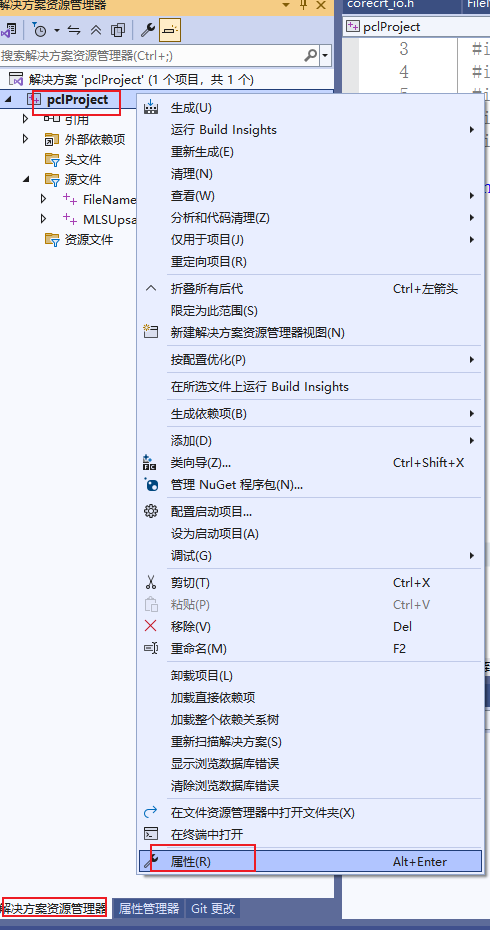 解决方案资源管理器
corecrt_io.h
FileN
搜索解决方案资源管理器(Ctrl+;)
pclProject
解决方案 'pclProject' (1 个项目，共 1 个)
3 #i
4 #i
5 #i
pclProject
引用
外部依赖项
头文件
源文件
FileName
MLSUpsa
资源文件
生成(U)
运行 Build Insights
重新生成(E)
清理(N)
查看(W)
分析和代码清理(Z)
仅用于项目(J)
重定向项目(R)
折叠所有后代 Ctrl+左箭头
限定为此范围(S)
新建解决方案资源管理器视图(N)
按配置优化(P)
在所选文件上运行 Build Insights
生成依赖项(B)
添加(D)
类向导(Z)... Ctrl+Shift+X
管理 NuGet 程序包(N)...
配置启动项目...
设为启动项目(A)
调试(G)
剪切(T) Ctrl+X
粘贴(P) Ctrl+V
移除(V) Del
重命名(M) F2
卸载项目(L)
加载直接依赖项
加载整个依赖关系树
重新扫描解决方案(S)
显示浏览数据库错误
清除浏览数据库错误
在文件资源管理器中打开文件夹(X)
在终端中打开
属性(R) Alt+Enter
解决方案资源管理器 属性管理器 Git 更改